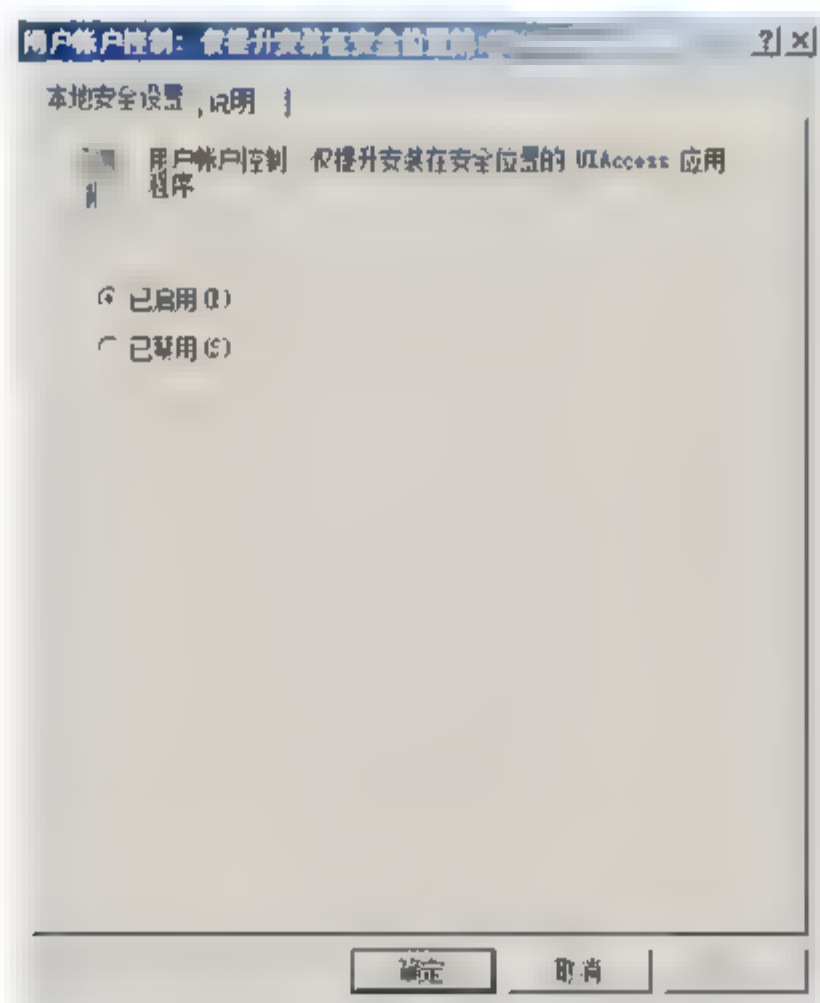 用户帐户控制: 仅提升安装在安全位置的
本地安全设置 说明
用户帐户控制 仅提升安装在安全位置的 UIAccess 应用
程序
已启用(E)
已禁用(S)
确定 取消